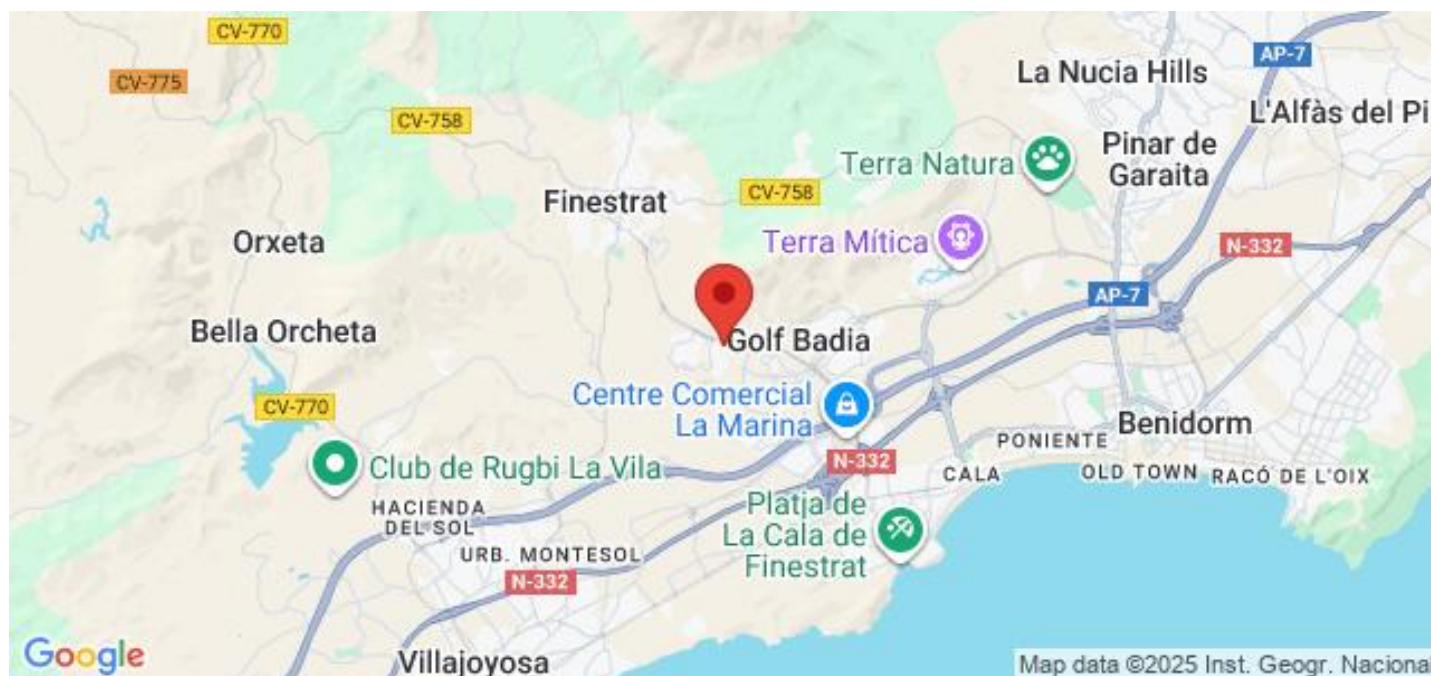 CV-770
AP-7
La Nucia Hills
CV-775
L'Alfàs del Pi
CV-758
Pinar de
Garaita
Terra Natura
CV-758
Finestrat
Orxeta
Terra Mítica
N-332
AP-7
Bella Orcheta
Golf Badia
Centre Comercial
La Marina
CV-770
Benidorm
PONIENTE
Club de Rugbi La Vila
N-332
CALA
OLD TOWN
RACÓ DE L'OIX
HACIENDA
DEL SOL
Platja de
La Cala de
Finestrat
URB. MONTESOL
N-332
Google
Villajoyosa
Map data ©2025 Inst. Geogr. Nacional